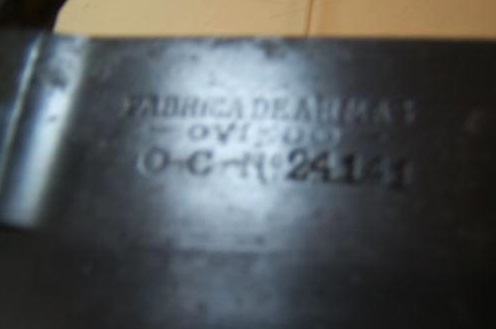 FABRICA DE ARMAS
- OVIEDO -
O-C-Nº 24141